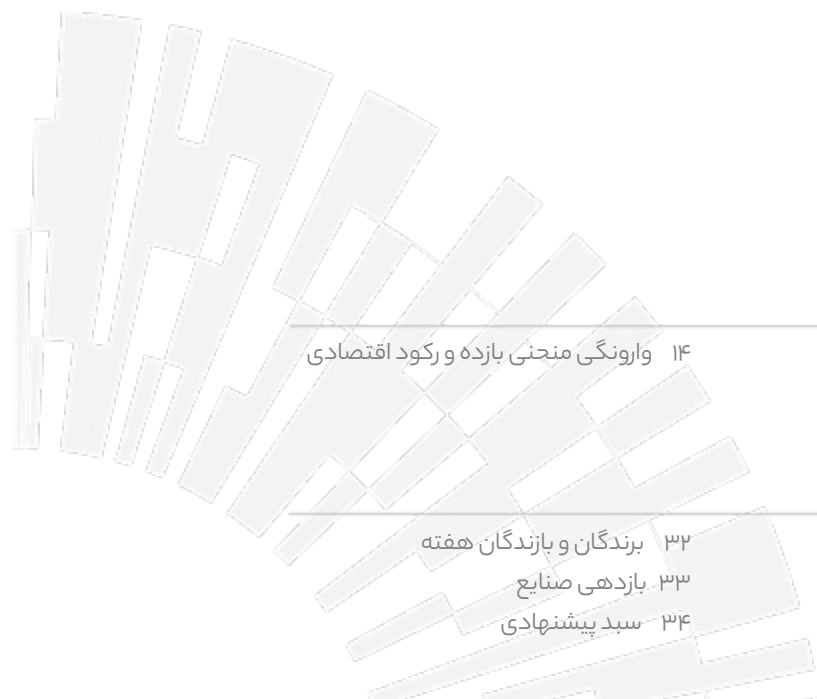 ۱۴ وارونگی منحنی بازده و رکود اقتصادی
۳۲ برندگان و بازندگان هفته
۳۳ بازدهی صنایع
۳۴ سبد پیشنهادی